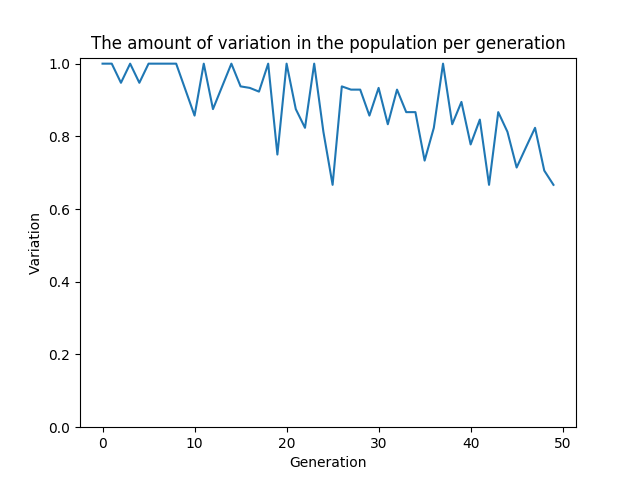 The amount of variation in the population per generation
1.0
0.8
0.6
0.4
0.2
0.0
Variation
0 10 20 30 40 50
Generation